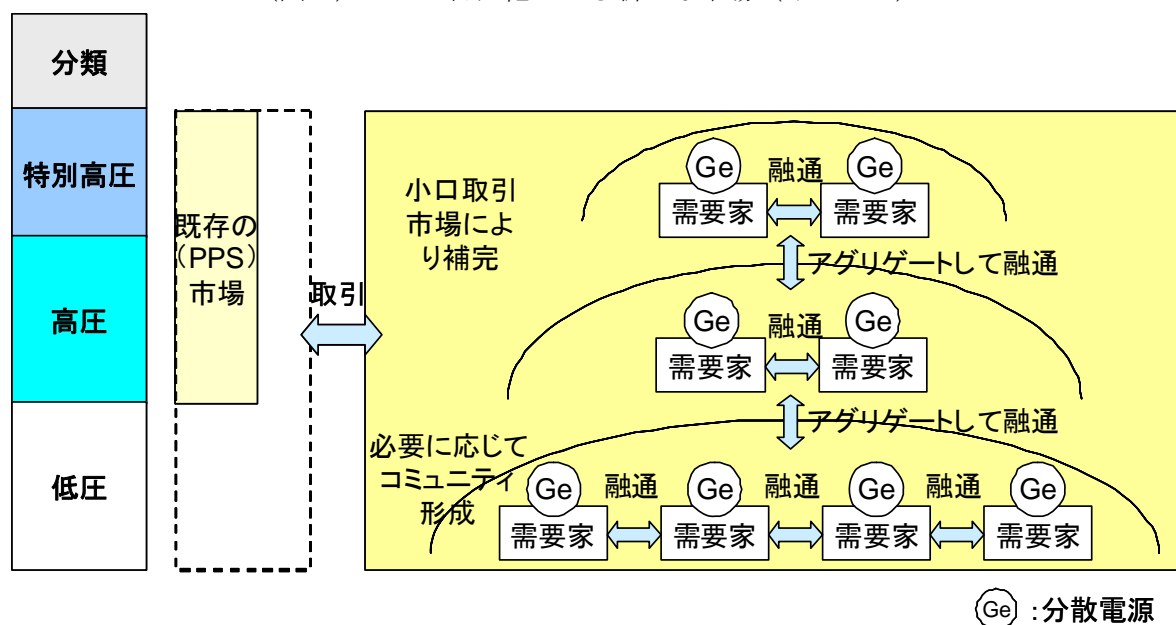 分類
特別高圧
高圧
低圧
既存の
(PPS)
市場
取引
小口取引
市場によ
り補完
Ge
融通
Ge
需要家
需要家
アグリゲートして融通
Ge
融通
Ge
需要家
需要家
アグリゲートして融通
必要に応じて
コミュニティ
形成
Ge
融通
Ge
融通
Ge
融通
Ge
需要家
需要家
需要家
需要家
Ge :分散電源